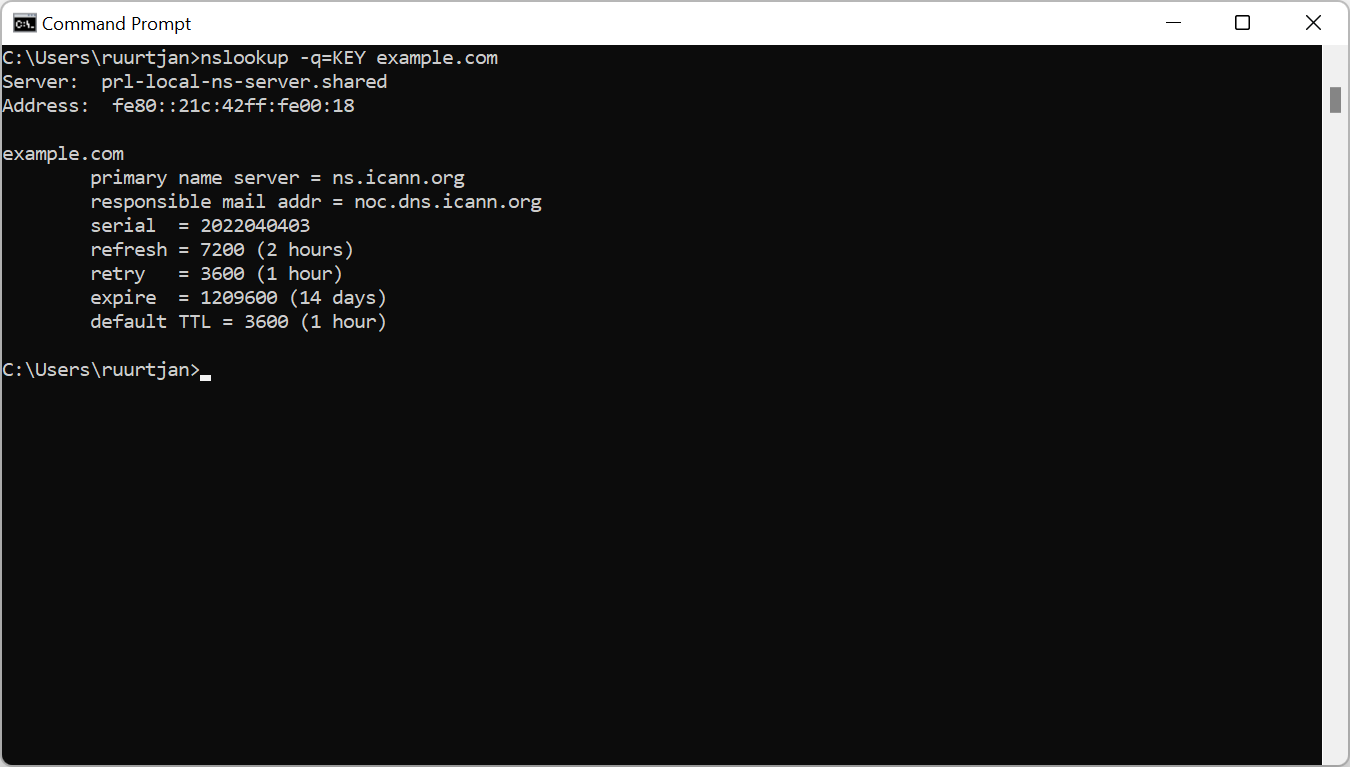 Command Prompt
C:\Users\ruurtjan>nslookup -q=KEY example.com
Server:  prl-local-ns-server.shared
Address:  fe80::21c:42ff:fe00:18
example.com
        primary name server = ns.icann.org
        responsible mail addr = noc.dns.icann.org
        serial  = 2022040403
        refresh = 7200 (2 hours)
        retry   = 3600 (1 hour)
        expire  = 1209600 (14 days)
        default TTL = 3600 (1 hour)
C:\Users\ruurtjan>